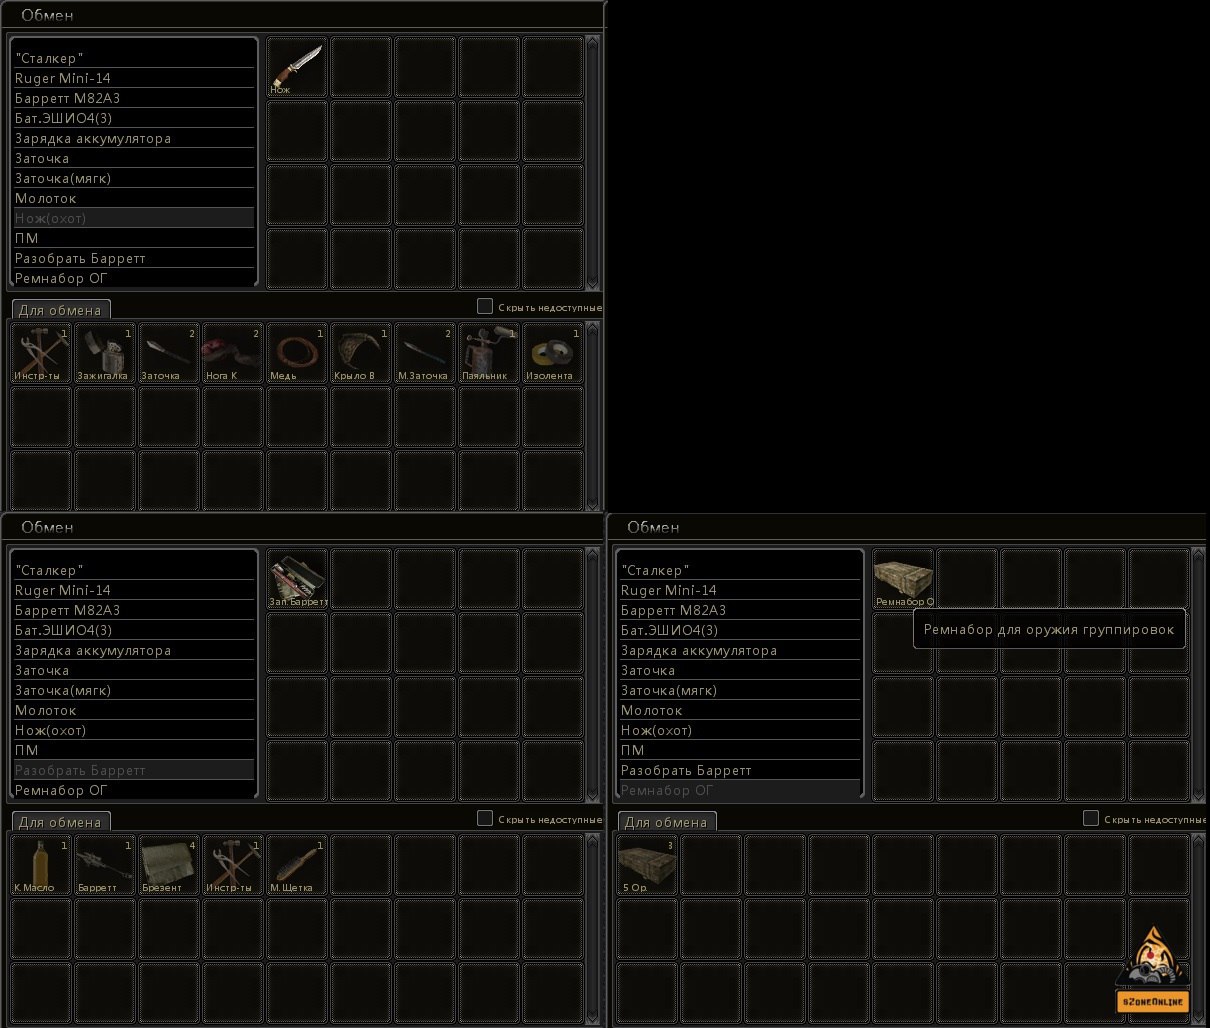 Обмен
"Сталкер"
Ruger Mini-14
Барретт М82А3
Бат.ЭШИО4(3)
Зарядка аккумулятора
Заточка
Заточка(мягк)
Молоток
Нож(охот)
ПМ
Разобрать Барретт
Ремнабор ОГ
Нож
Для обмена
Скрыть недоступные
1 1 2 2 1 1 2 1 1
Инстр-ты Зажигалка Заточка Нога К Медь Крыло В М.Заточка Паяльник Изолента
Обмен
"Сталкер"
Ruger Mini-14
Барретт М82А3
Бат.ЭШИО4(3)
Зарядка аккумулятора
Заточка
Заточка(мягк)
Молоток
Нож(охот)
ПМ
Разобрать Барретт
Ремнабор ОГ
Зап.Барретт
Для обмена
Скрыть недоступные
1 1 4 1 1
К.Масло Барретт Брезент Инстр-ты М.Щетка
Обмен
"Сталкер"
Ruger Mini-14
Барретт М82А3
Бат.ЭШИО4(3)
Зарядка аккумулятора
Заточка
Заточка(мягк)
Молоток
Нож(охот)
ПМ
Разобрать Барретт
Ремнабор ОГ
Ремнабор О
Ремнабор для оружия группировок
Для обмена
Скрыть недоступные
3
5 Ор.
SZONEONLINE